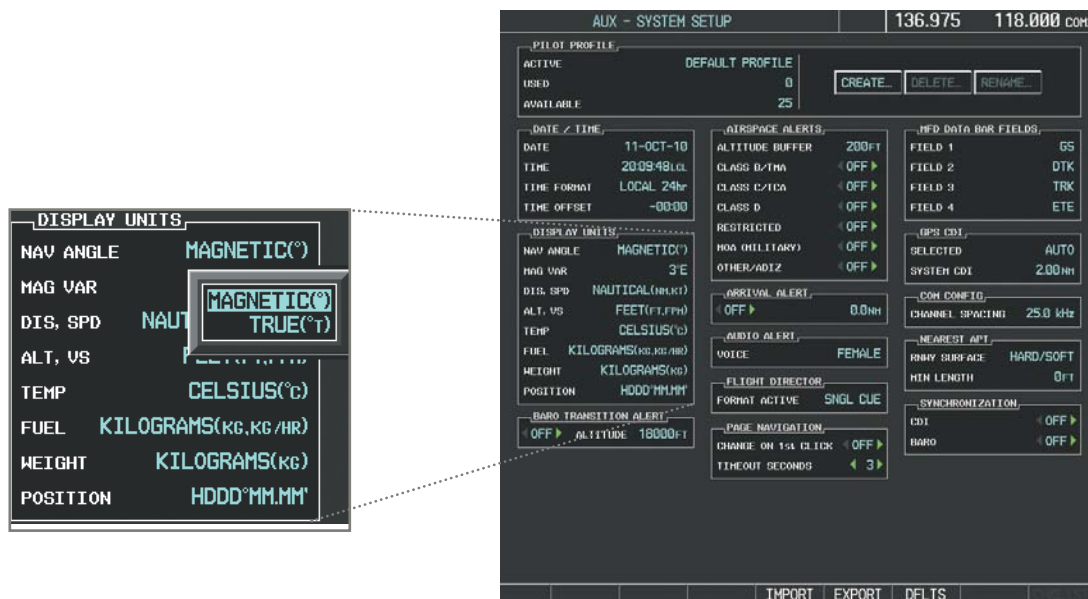 DISPLAY UNITS
NAV ANGLE MAGNETIC(°)
MAG VAR
DIS, SPD NAUT
ALT, VS
TEMP CELSIUS(°C)
FUEL KILOGRAMS(KG,KG/HR)
WEIGHT KILOGRAMS(KG)
POSITION HDDD°MM.MM'
MAGNETIC(°)
TRUE(°T)
AUX - SYSTEM SETUP
136.975 118.000 COM
PILOT PROFILE
ACTIVE DEFAULT PROFILE
USED 0
AVAILABLE 25
CREATE… DELETE… RENAME…
DATE / TIME
DATE 11-OCT-10
TIME 20:09:48LCL
TIME FORMAT LOCAL 24hr
TIME OFFSET -00:00
DISPLAY UNITS
NAV ANGLE MAGNETIC(°)
MAG VAR 3°E
DIS, SPD NAUTICAL(NM,KT)
ALT, VS FEET(FT,FPM)
TEMP CELSIUS(°C)
FUEL KILOGRAMS(KG,KG/HR)
WEIGHT KILOGRAMS(KG)
POSITION HDDD°MM.MM'
BARO TRANSITION ALERT
OFF ALTITUDE 18000FT
AIRSPACE ALERTS
ALTITUDE BUFFER 200FT
CLASS B/TMA OFF
CLASS C/TCA OFF
CLASS D OFF
RESTRICTED OFF
MOA (MILITARY) OFF
OTHER/ADIZ OFF
ARRIVAL ALERT
OFF 0.0NM
AUDIO ALERT
VOICE FEMALE
FLIGHT DIRECTOR
FORMAT ACTIVE SNGL CUE
PAGE NAVIGATION
CHANGE ON 1st CLICK OFF
TIMEOUT SECONDS 3
MFD DATA BAR FIELDS
FIELD 1 GS
FIELD 2 DTK
FIELD 3 TRK
FIELD 4 ETE
GPS CDI
SELECTED AUTO
SYSTEM CDI 2.00NM
COM CONFIG
CHANNEL SPACING 25.0 kHz
NEAREST APT
RNWY SURFACE HARD/SOFT
MIN LENGTH 0FT
SYNCHRONIZATION
CDI OFF
BARO OFF
IMPORT EXPORT DFLTS